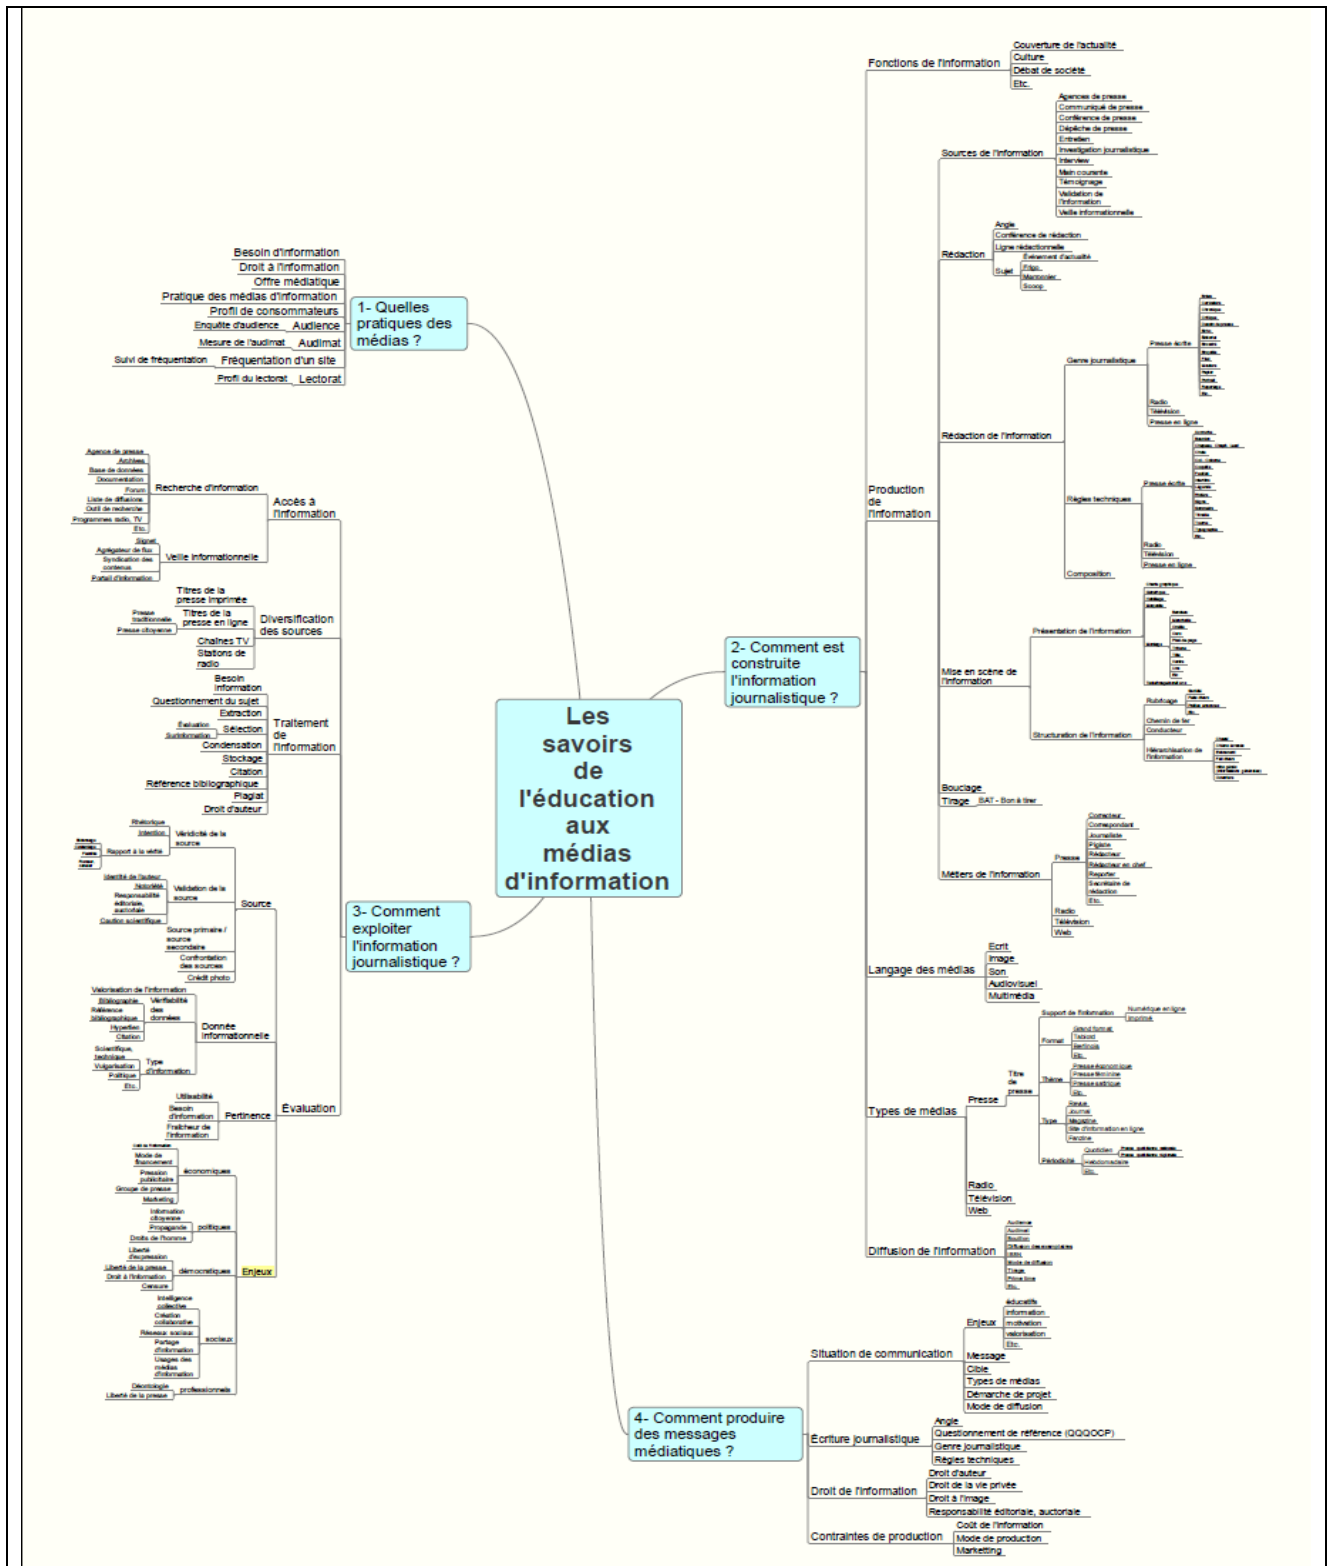 Les
savoirs
de
l'éducation
aux
médias
d'information
1- Quelles
pratiques des
médias ?
Besoin d'information
Droit à l'information
Offre médiatique
Pratique des médias d'information
Profil de consommateurs
Enquête d'audience Audience
Mesure de l'audimat Audimat
Suivi de fréquentation Fréquentation d'un site
Profil du lectorat Lectorat
2- Comment est
construite
l'information
journalistique ?
Fonctions de l'information
Couverture de l'actualité
Culture
Débat de société
Etc.
Production
de
l'information
Sources de l'information
Agences de presse
Communiqué de presse
Conférence de presse
Dépêche de presse
Entretien
Investigation journalistique
Interview
Main courante
Témoignage
Validation de
l'information
Veille informationnelle
Rédaction
Angle
Conférence de rédaction
Ligne rédactionnelle
Sujet
Évènement d'actualité
Frigo
Marronnier
Scoop
Rédaction de l'information
Genre journalistique
Presse écrite
Radio
Télévision
Presse en ligne
Règles techniques
Presse écrite
Radio
Télévision
Presse en ligne
Composition
Mise en scène de
l'information
Présentation de l'information
Structuration de l'information
Rubricage
Chemin de fer
Conducteur
Hiérarchisation de
l'information
Bouclage
Tirage BAT - Bon à tirer
Métiers de l'information
Presse
Correcteur
Correspondant
Journaliste
Pigiste
Rédacteur
Rédacteur en chef
Reporter
Secrétaire de
rédaction
Etc.
Radio
Télévision
Web
Langage des médias
Ecrit
Image
Son
Audiovisuel
Multimédia
Types de médias
Presse
Titre
de
presse
Support de l'information
Numérique en ligne
Imprimé
Format
Grand format
Tabloid
Berlinois
Etc.
Thème
Presse économique
Presse féminine
Presse satirique
Etc.
Type
Revue
Journal
Magazine
Site d'information en ligne
Fanzine
Périodicité
Quotidien
Hebdomadaire
Etc.
Radio
Télévision
Web
Diffusion de l'information
Audience
Audimat
Bouillon
Diffusion des exemplaires
Mode de diffusion
Tirage
Prime time
Etc.
3- Comment
exploiter
l'information
journalistique ?
Accès à
l'information
Recherche d'information
Agence de presse
Archives
Base de données
Documentation
Forum
Liste de diffusions
Outil de recherche
Programmes radio, TV
Etc.
Veille informationnelle
Signet
Agrégateur de flux
Syndication des
contenus
Portail d'information
Diversification
des sources
Titres de la
presse imprimée
Titres de la
presse en ligne
Presse
traditionnelle
Presse citoyenne
Chaînes TV
Stations de
radio
Traitement
de
l'information
Besoin
information
Questionnement du sujet
Extraction
Sélection
Évaluation
Surinformation
Condensation
Stockage
Citation
Référence bibliographique
Plagiat
Droit d'auteur
Évaluation
Source
Véridicité de la
source
Rhétorique
Intention
Rapport à la vérité
Validation de la
source
Identité de l'auteur
Notoriété
Responsabilité
éditoriale,
auctoriale
Caution scientifique
Source primaire /
source
secondaire
Confrontation
des sources
Crédit photo
Donnée
informationnelle
Valorisation de l'information
Vérifiabilité
des
données
Bibliographie
Référence
bibliographique
Hypertien
Citation
Type
d'information
Scientifique,
technique
Vulgarisation
Politique
Etc.
Pertinence
Utilisabilité
Besoin
d'information
Fraîcheur de
l'information
Enjeux
économiques
Coût de l'information
Mode de
financement
Pression
publicitaire
Groupe de presse
Marketing
politiques
Information
citoyenne
Propagande
Droits de l'homme
démocratiques
Liberté
d'expression
Liberté de la presse
Droit à l'information
Censure
sociaux
Intelligence
collective
Création
collaborative
Réseaux sociaux
Partage
d'information
Usages des
médias
d'information
professionnels
Déontologie
Liberté de la presse
4- Comment produire
des messages
médiatiques ?
Situation de communication
Enjeux
éducatifs
information
motivation
valorisation
Etc.
Message
Cible
Types de médias
Démarche de projet
Mode de diffusion
Écriture journalistique
Angle
Questionnement de référence (QQQOCP)
Genre journalistique
Règles techniques
Droit de l'information
Droit d'auteur
Droit de la vie privée
Droit à l'image
Responsabilité éditoriale, auctoriale
Contraintes de production
Coût de l'information
Mode de production
Marketting